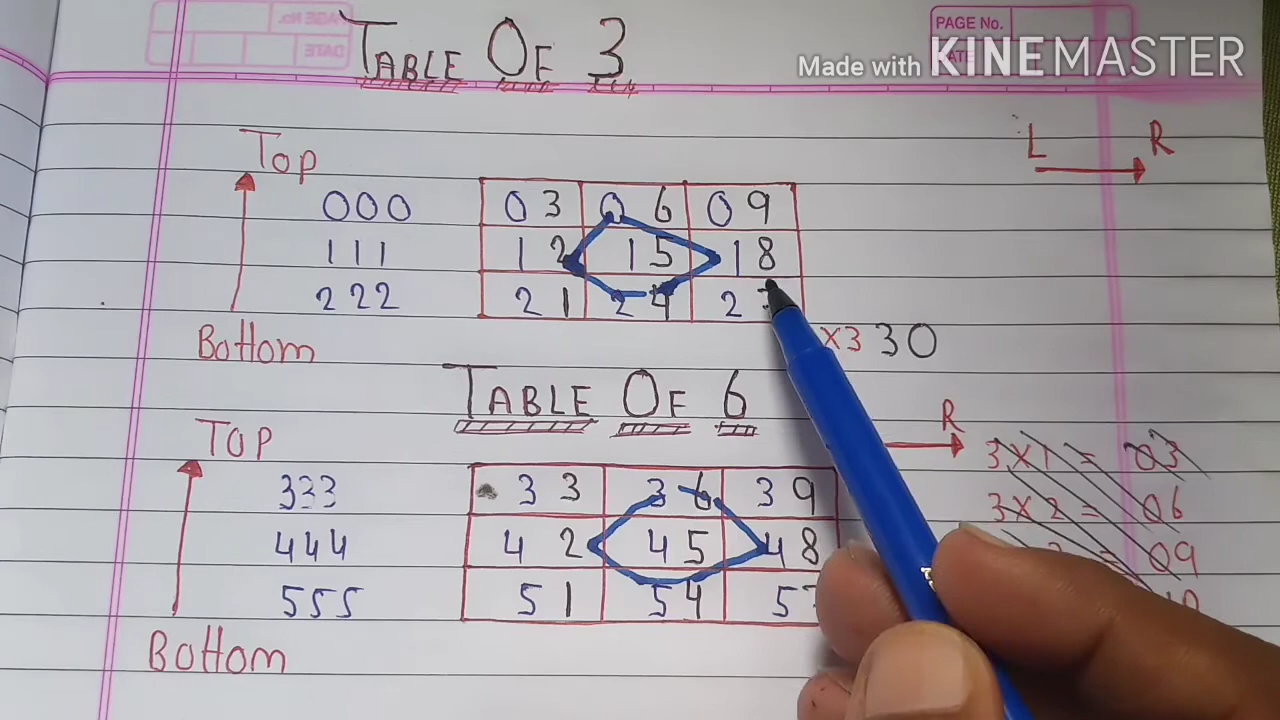 PAGE No.
DATE
Made with KINEMASTER
TABLE OF 3
L R
Top
000 03 06 09
111 12 15 18
222 21 24 2
Bottom
X3 30
TABLE OF 6
TOP R
333 33 36 39
444 42 45 48
555 51 54 5
Bottom
3X1 = 03
3X2 = 06
= 09